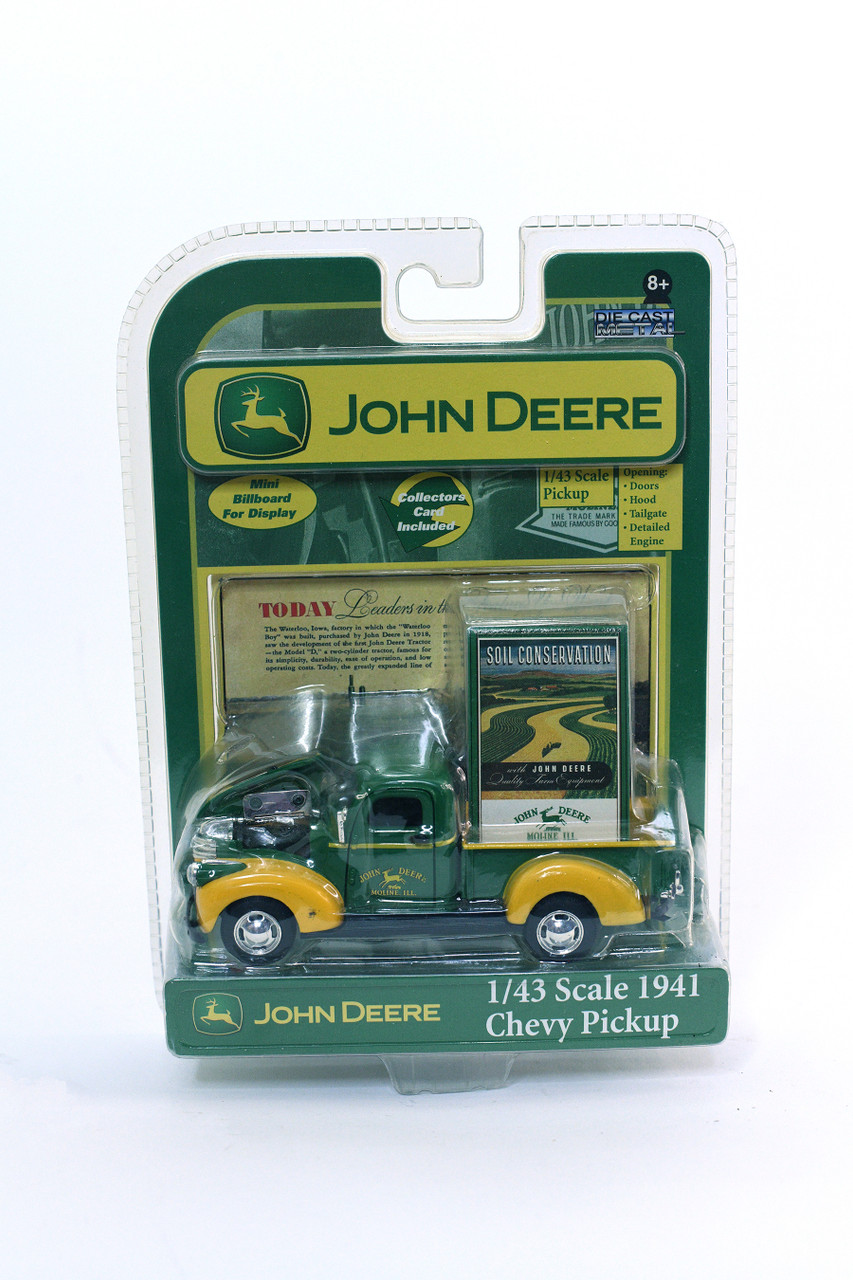 8+
DIE CAST
METAL
JOHN DEERE
Mini
Billboard
For Display
Collectors
Card
Included
1/43 Scale
Pickup
THE TRADE MARK
MADE FAMOUS BY GOO
Opening:
• Doors
• Hood
• Tailgate
• Detailed
Engine
TODAY Leaders in th
The Waterloo, Iowa, factory in which the "Waterloo
Boy" was built, purchased by John Deere in 1918,
saw the development of the first John Deere Tractor
—the Model "D," a two-cylinder tractor, famous for
its simplicity, durability, ease of operation, and low
operating costs. Today, the greatly expanded line of
SOIL CONSERVATION
with JOHN DEERE
Quality Farm Equipment
JOHN DEERE
MOLINE ILL.
JOHN DEERE
MOLINE, ILL.
JOHN DEERE
1/43 Scale 1941
Chevy Pickup